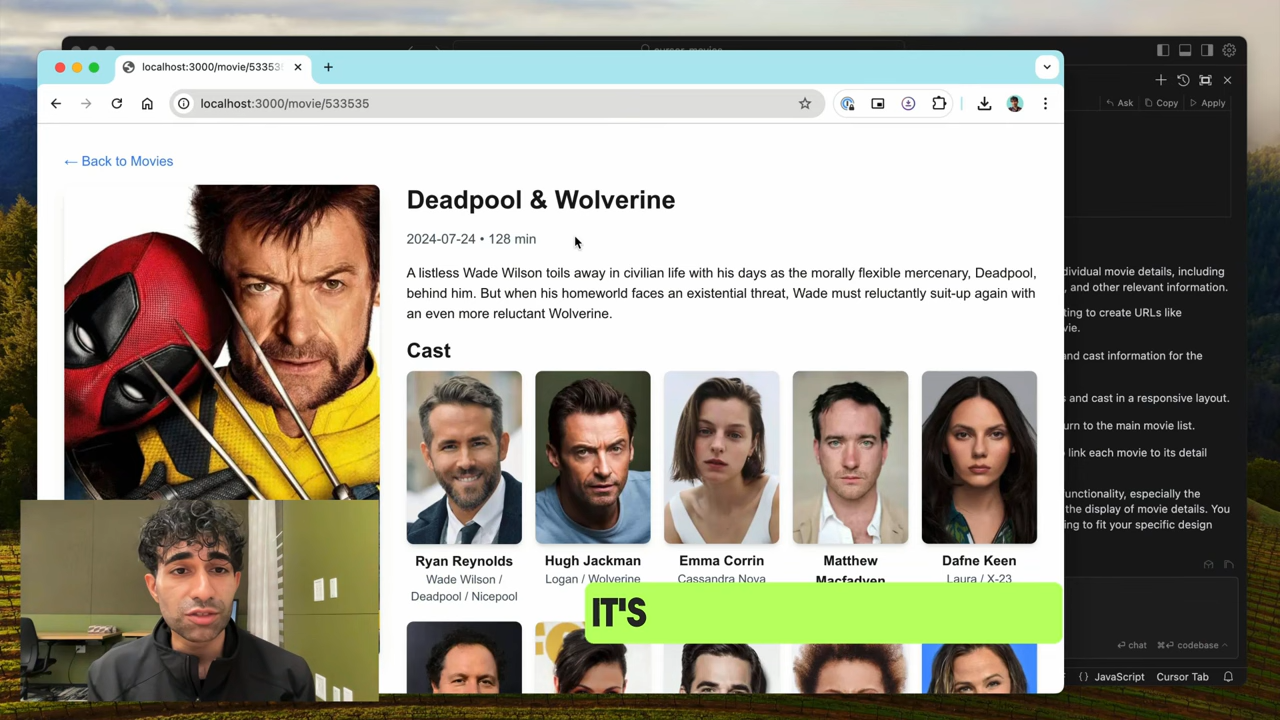 cursor_movies
localhost:3000/movie/53353
localhost:3000/movie/533535
Ask Copy Apply
← Back to Movies
Deadpool & Wolverine
2024-07-24 • 128 min
A listless Wade Wilson toils away in civilian life with his days as the morally flexible mercenary, Deadpool,
behind him. But when his homeworld faces an existential threat, Wade must reluctantly suit-up again with
an even more reluctant Wolverine.
Cast
Ryan Reynolds
Wade Wilson /
Deadpool / Nicepool
Hugh Jackman
Logan / Wolverine
Emma Corrin
Cassandra Nova
Matthew
Macfadyen
Dafne Keen
Laura / X-23
IT'S
dividual movie details, including
, and other relevant information.
ting to create URLs like
vie.
and cast information for the
s and cast in a responsive layout.
urn to the main movie list.
link each movie to its detail
unctionality, especially the
the display of movie details. You
ing to fit your specific design
chat codebase
{} JavaScript Cursor Tab